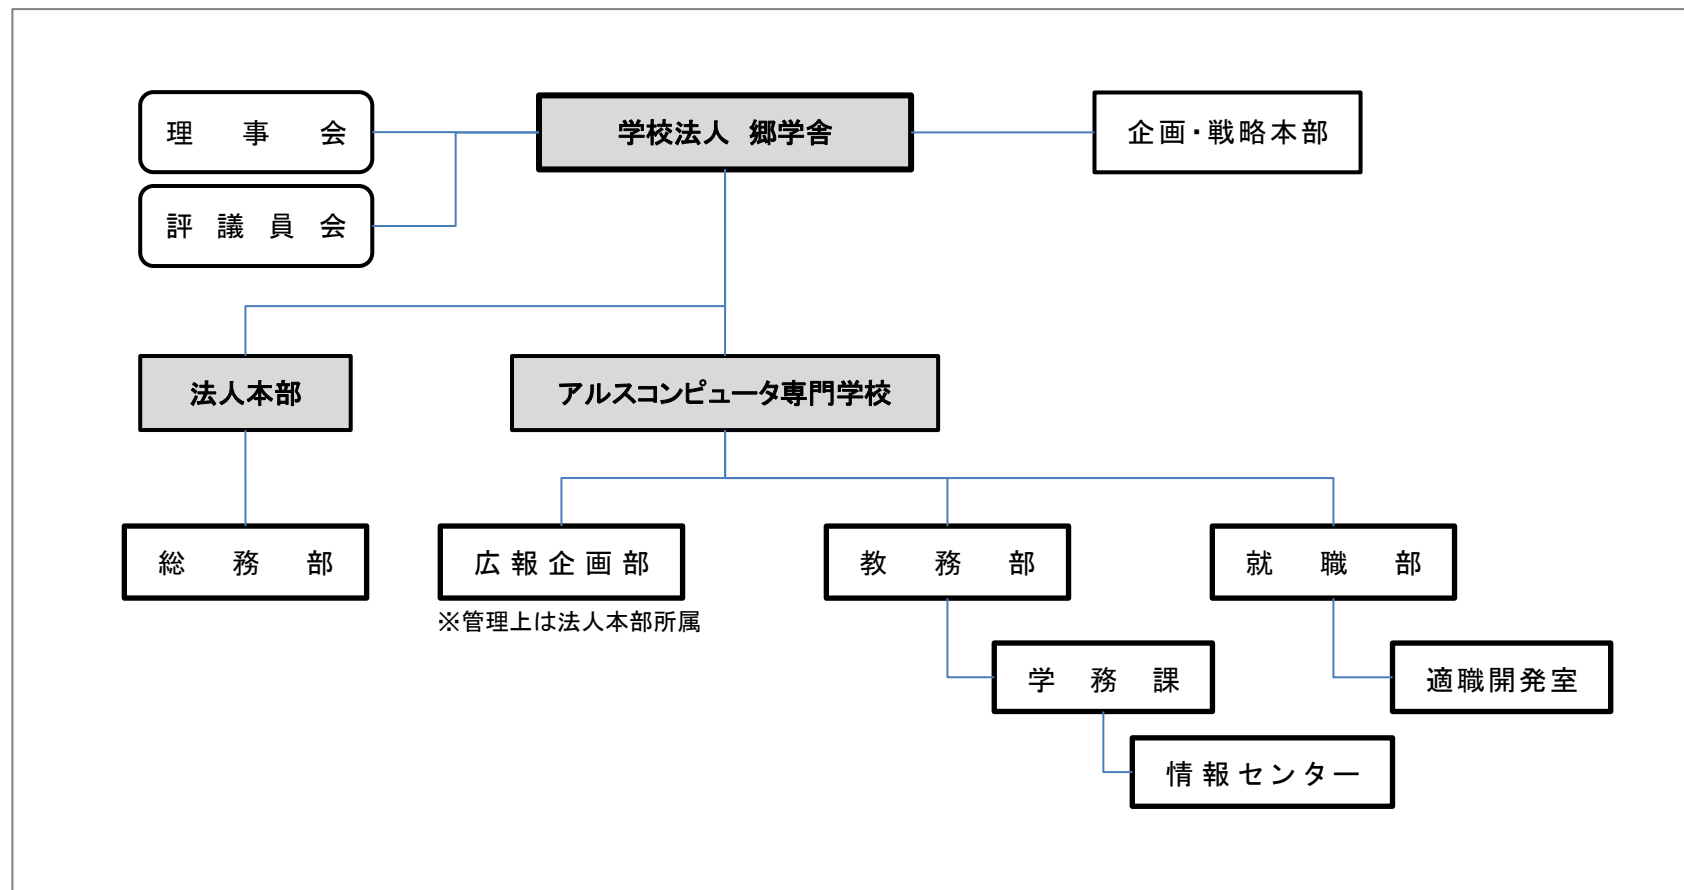 理事会
学校法人 郷学舎
企画・戦略本部
評議員会
法人本部
アルスコンピュータ専門学校
総務部
広報企画部
教務部
就職部
※管理上は法人本部所属
学務課
適職開発室
情報センター